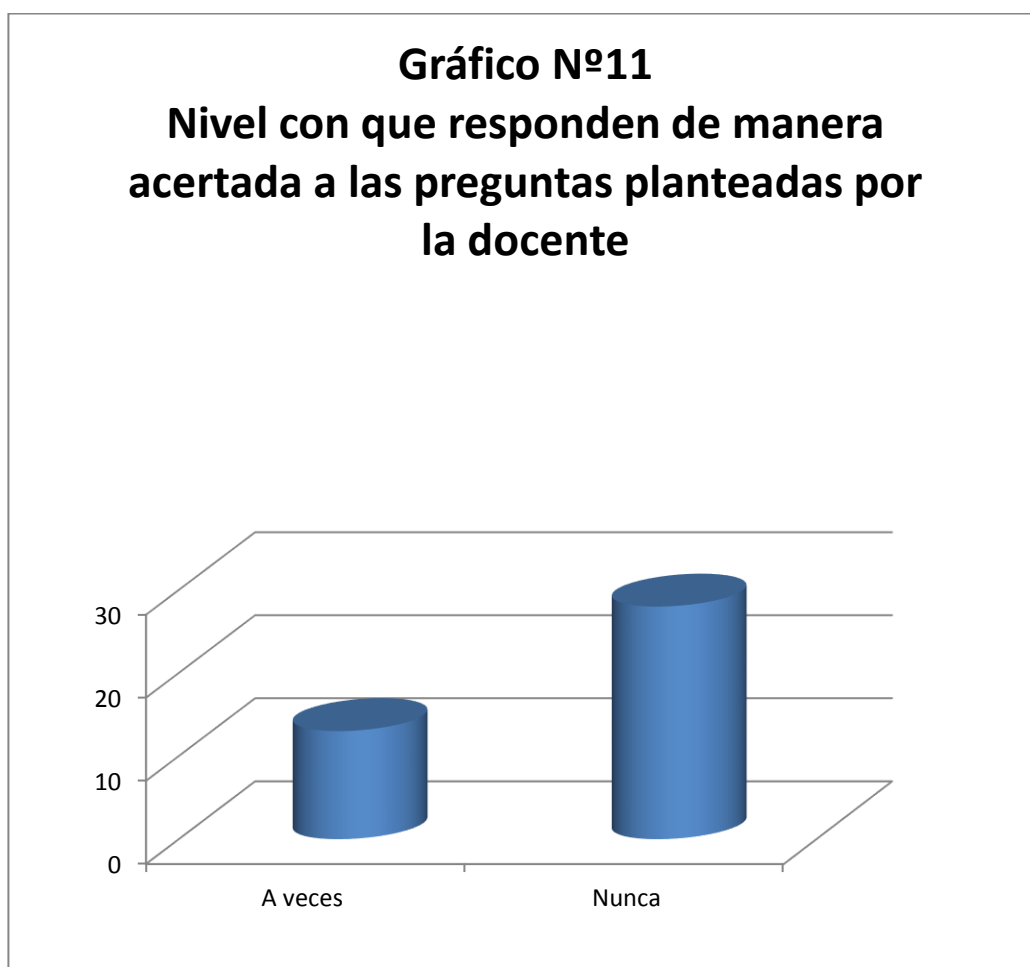 Gráfico Nº11
Nivel con que responden de manera
acertada a las preguntas planteadas por
la docente
30
20
10
0
A veces
Nunca